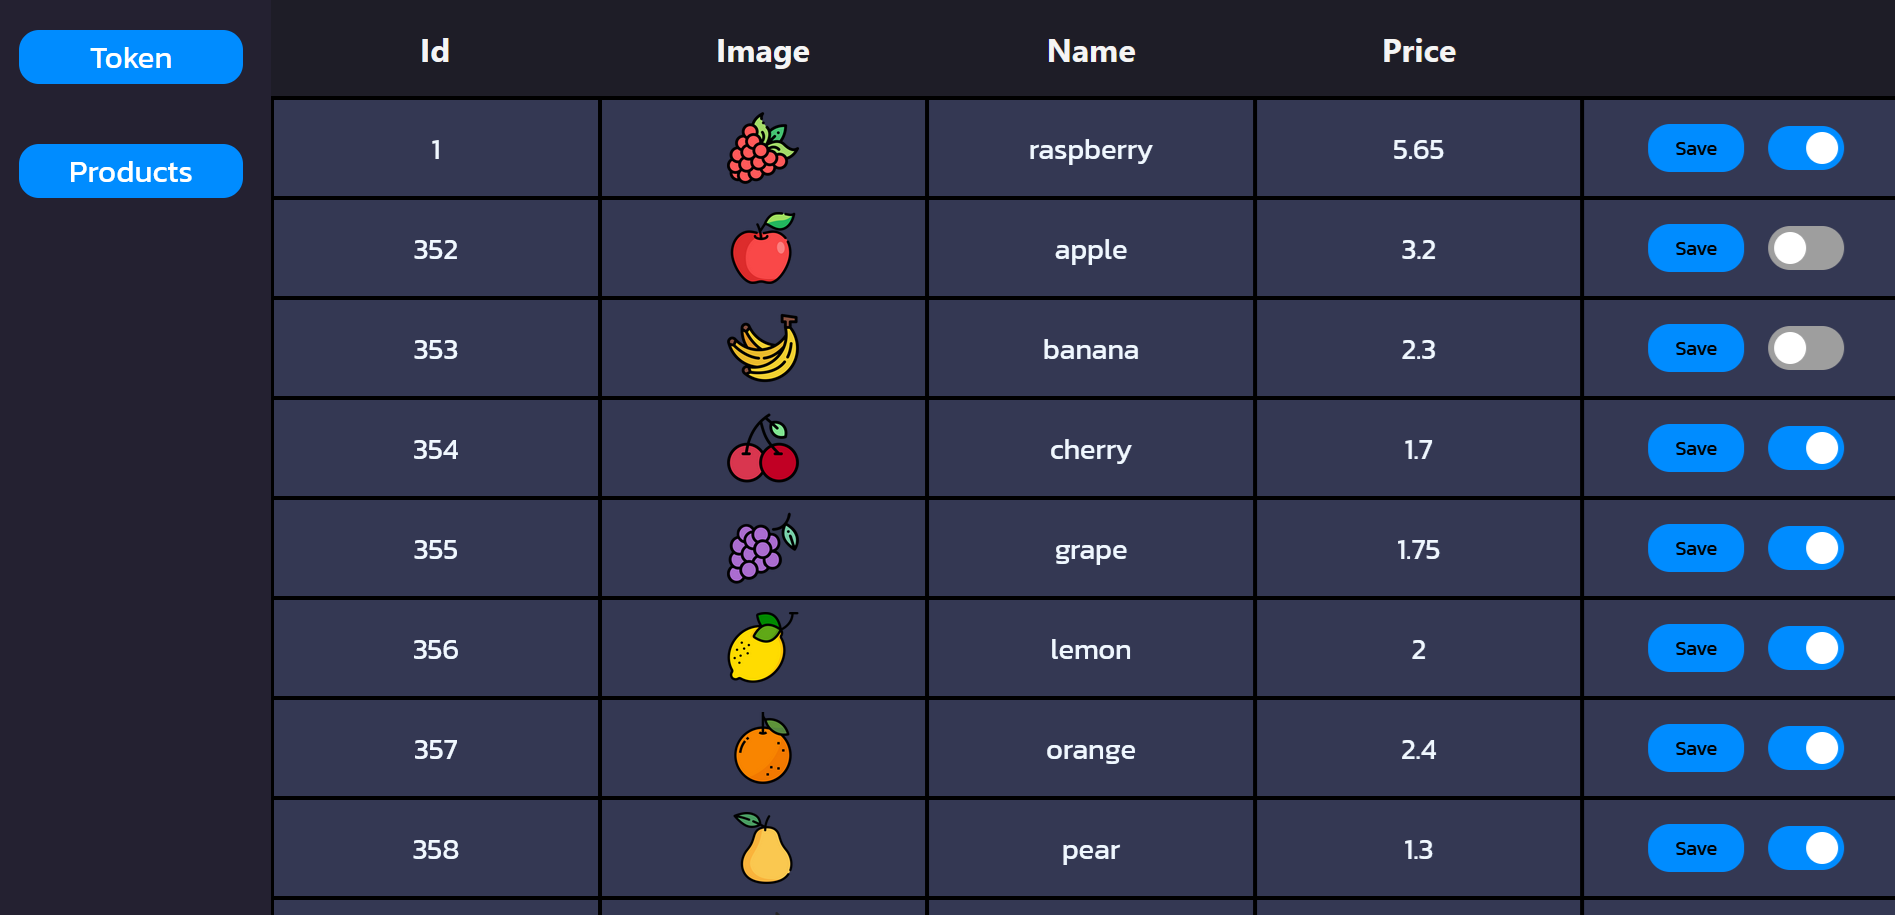 Token
Products
Id Image Name Price
1 raspberry 5.65 Save
352 apple 3.2 Save
353 banana 2.3 Save
354 cherry 1.7 Save
355 grape 1.75 Save
356 lemon 2 Save
357 orange 2.4 Save
358 pear 1.3 Save